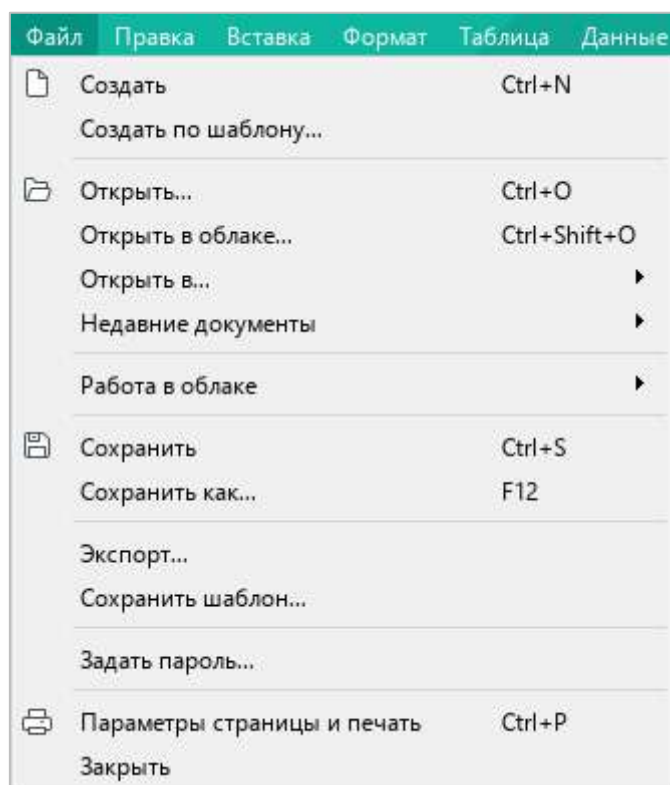 Файл Правка Вставка Формат Таблица Данные
Создать Ctrl+N
Создать по шаблону...
Открыть... Ctrl+O
Открыть в облаке... Ctrl+Shift+O
Открыть в...
Недавние документы
Работа в облаке
Сохранить Ctrl+S
Сохранить как... F12
Экспорт...
Сохранить шаблон...
Задать пароль...
Параметры страницы и печать Ctrl+P
Закрыть